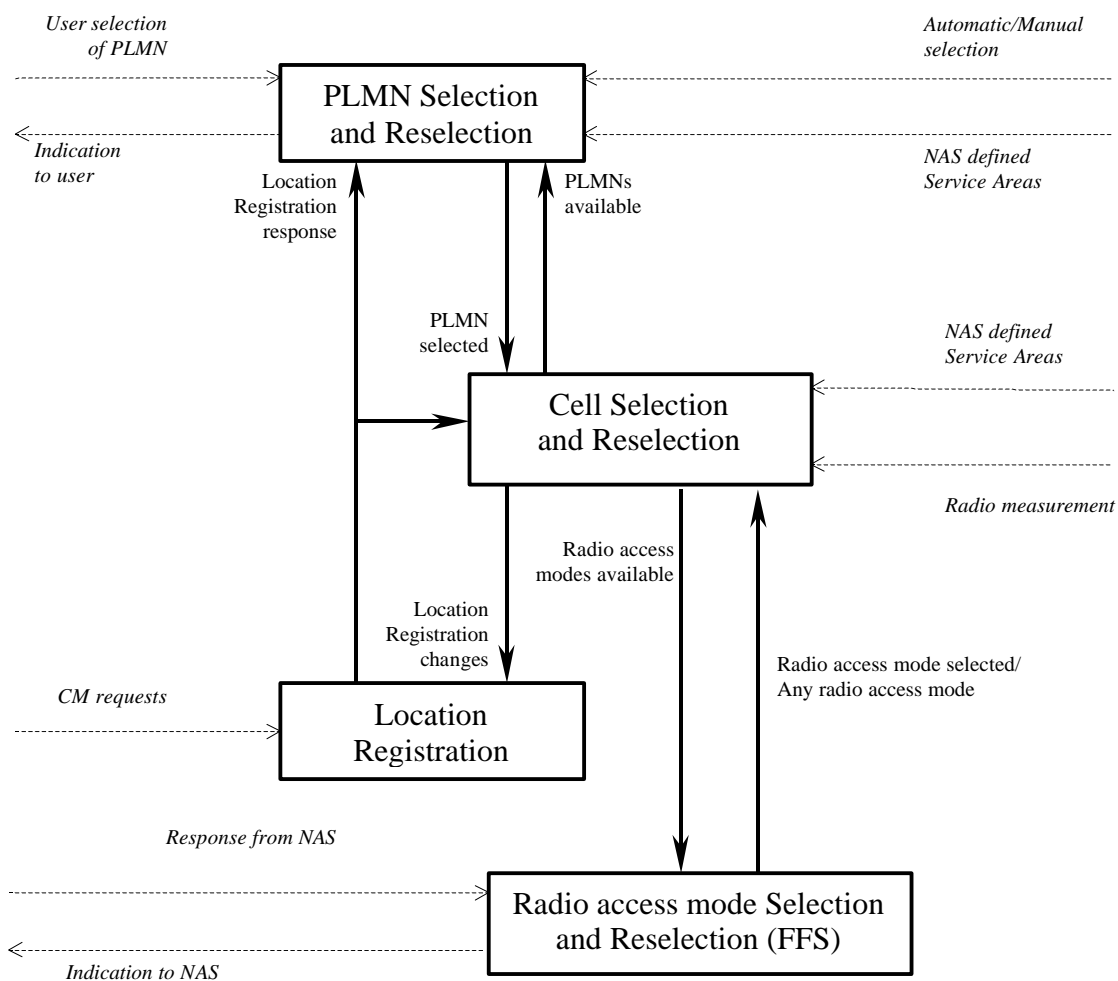 User selection
of PLMN
Automatic/Manual
selection
PLMN Selection
and Reselection
Indication
to user
NAS defined
Service Areas
Location
Registration
response
PLMNs
available
PLMN
selected
NAS defined
Service Areas
Cell Selection
and Reselection
Radio measurement
Radio access
modes available
Location
Registration
changes
Radio access mode selected/
Any radio access mode
CM requests
Location
Registration
Response from NAS
Radio access mode Selection
and Reselection (FFS)
Indication to NAS